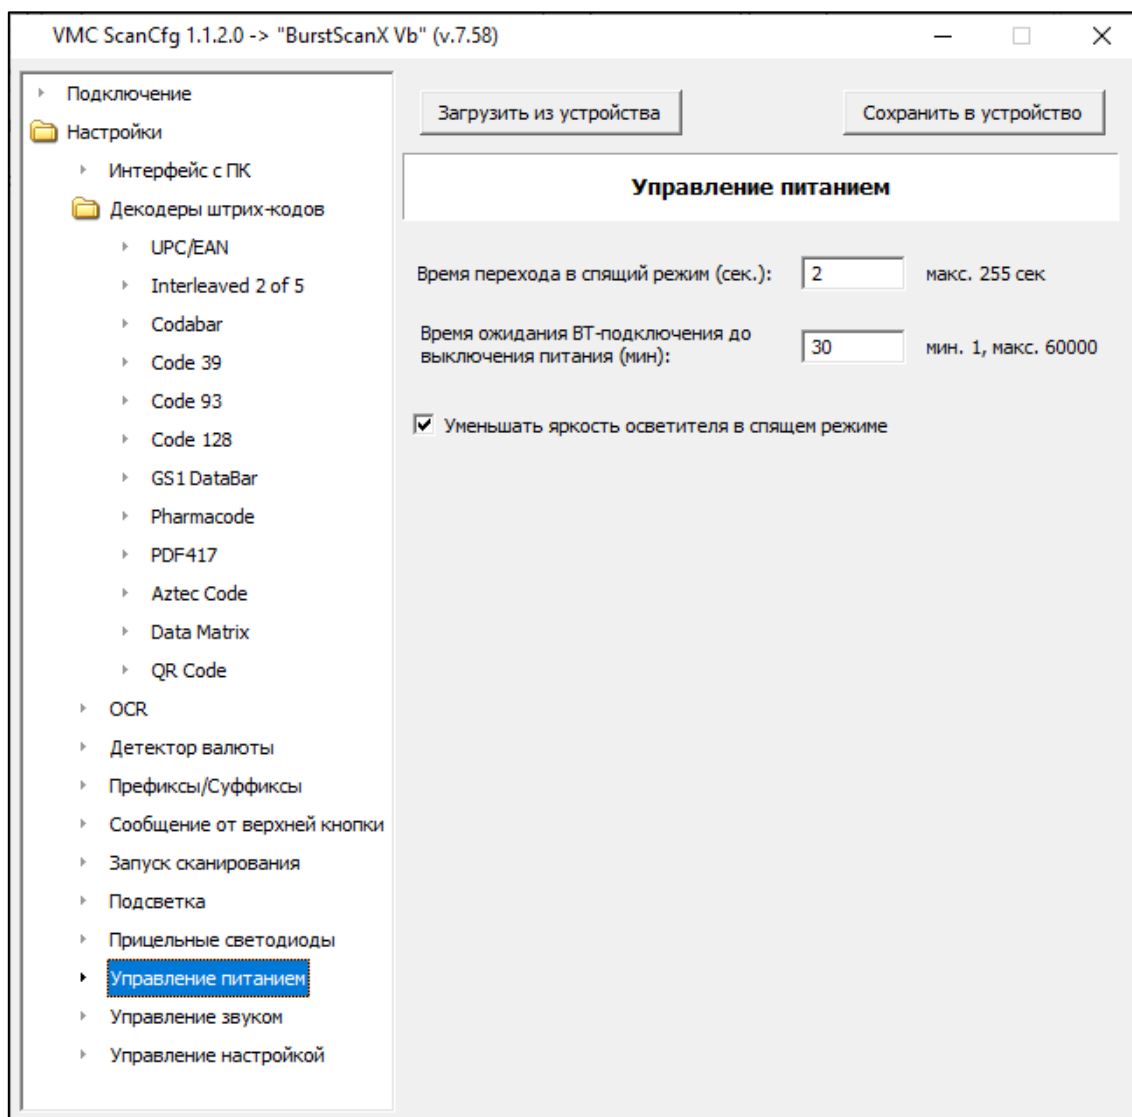 VMC ScanCfg 1.1.2.0 -> "BurstScanX Vb" (v.7.58)
Подключение
Настройки
Интерфейс с ПК
Декодеры штрих-кодов
UPC/EAN
Interleaved 2 of 5
Codabar
Code 39
Code 93
Code 128
GS1 DataBar
Pharmacode
PDF417
Aztec Code
Data Matrix
QR Code
OCR
Детектор валюты
Префиксы/Суффиксы
Сообщение от верхней кнопки
Запуск сканирования
Подсветка
Прицельные светодиоды
Управление питанием
Управление звуком
Управление настройкой
Загрузить из устройства
Сохранить в устройство
Управление питанием
Время перехода в спящий режим (сек.): 2 макс. 255 сек
Время ожидания BT-подключения до
выключения питания (мин): 30 мин. 1, макс. 60000
Уменьшать яркость осветителя в спящем режиме